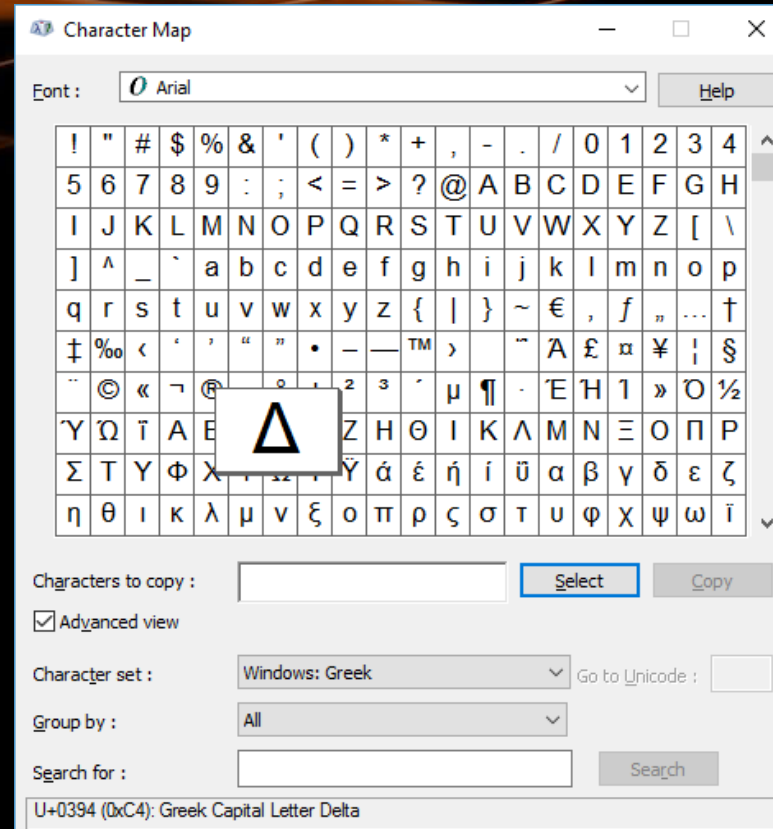 Character Map
Font : Arial Help
! " # $ % & ' ( ) * + , - . / 0 1 2 3 4
5 6 7 8 9 : ; < = > ? @ A B C D E F G H
I J K L M N O P Q R S T U V W X Y Z [ \
] ^ _ ` a b c d e f g h i j k l m n o p
q r s t u v w x y z { | } ~ € ‚ ƒ „ … †
‡ ‰ ‹ ‘ ’ “ ” • – — ™ › ΅ Ά £ ¤ ¥ ¦ §
¨ © « ¬ ® ² ³ ΄ µ ¶ · Έ Ή Ί » Ό ½
Ύ Ώ ΐ Α Δ Ζ Η Θ Ι Κ Λ Μ Ν Ξ Ο Π Ρ
Σ Τ Υ Φ Χ Ϋ ά έ ή ί ΰ α β γ δ ε ζ
η θ ι κ λ μ ν ξ ο π ρ ς σ τ υ φ χ ψ ω ϊ
Characters to copy : Select Copy
Advanced view
Character set : Windows: Greek Go to Unicode :
Group by : All
Search for : Search
U+0394 (0xC4): Greek Capital Letter Delta